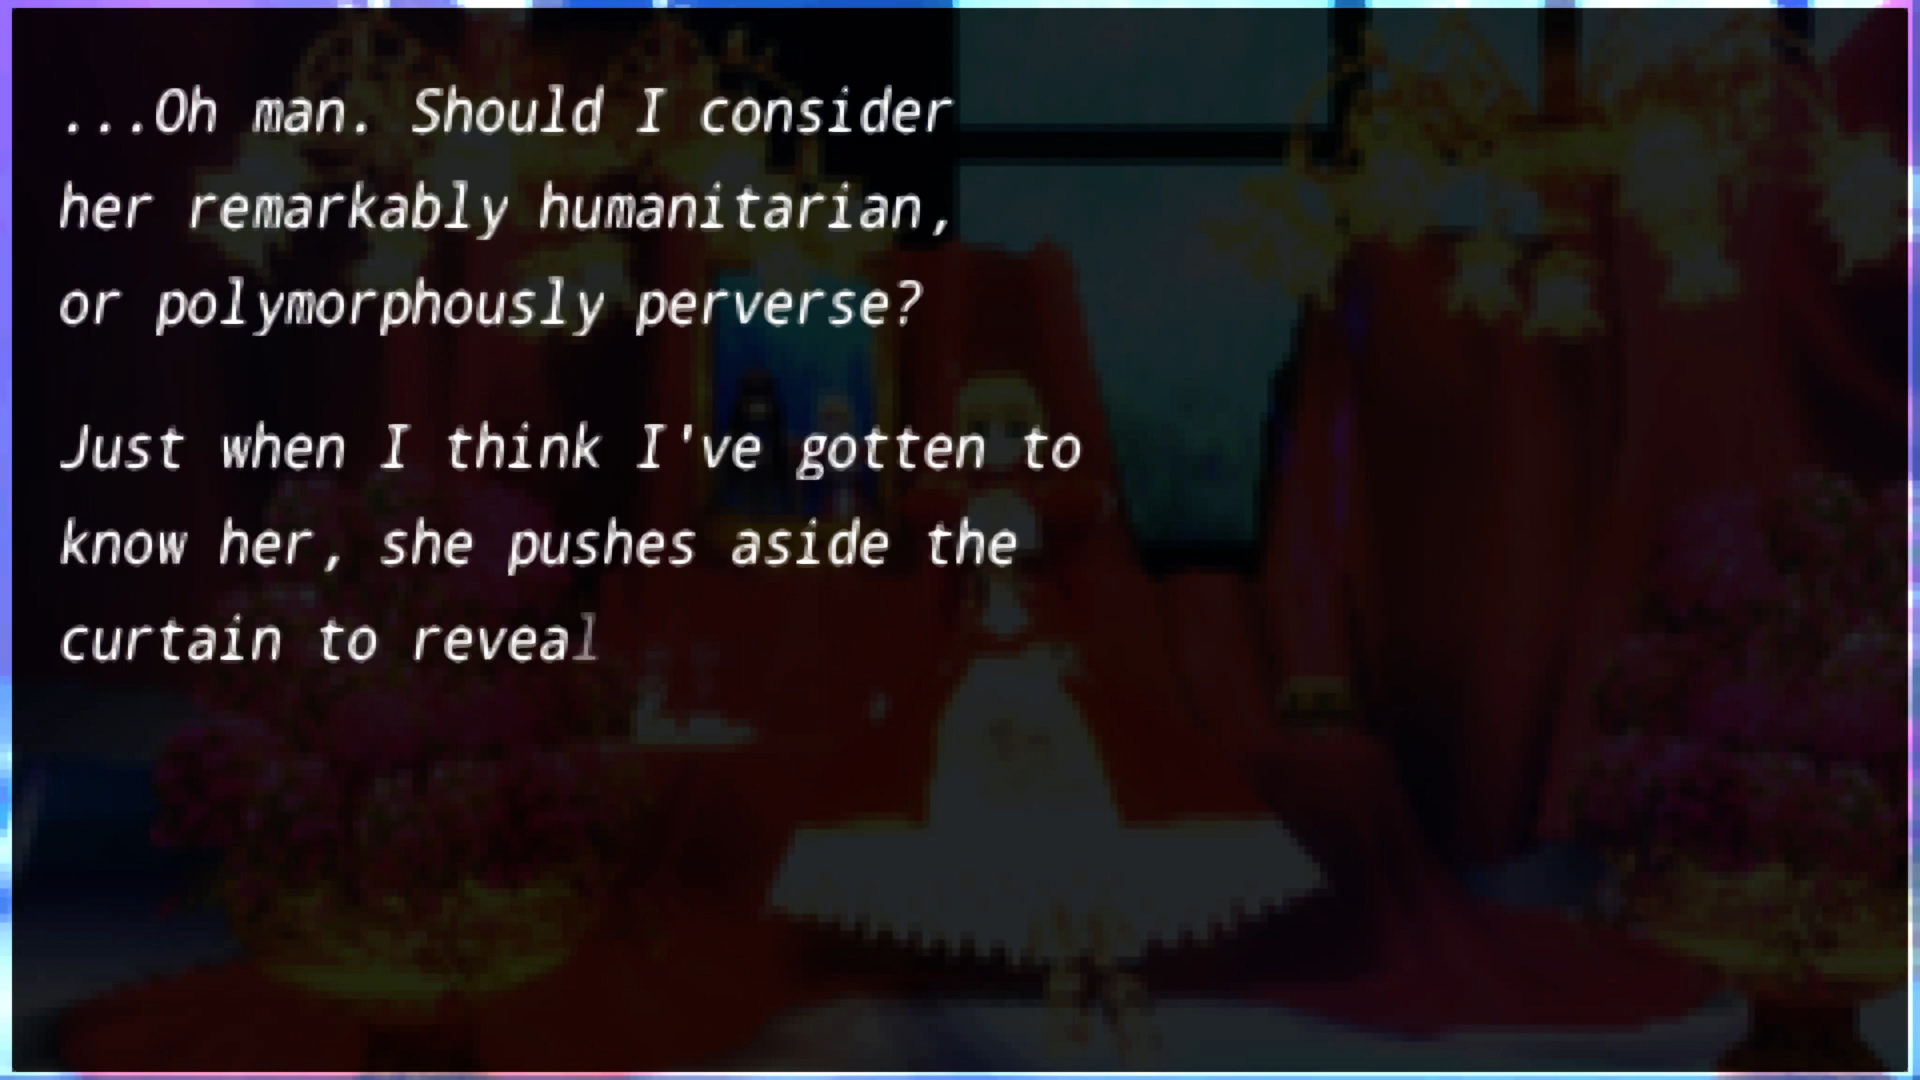 ...Oh man. Should I consider
her remarkably humanitarian,
or polymorphously perverse?
Just when I think I've gotten to
know her, she pushes aside the
curtain to reveal